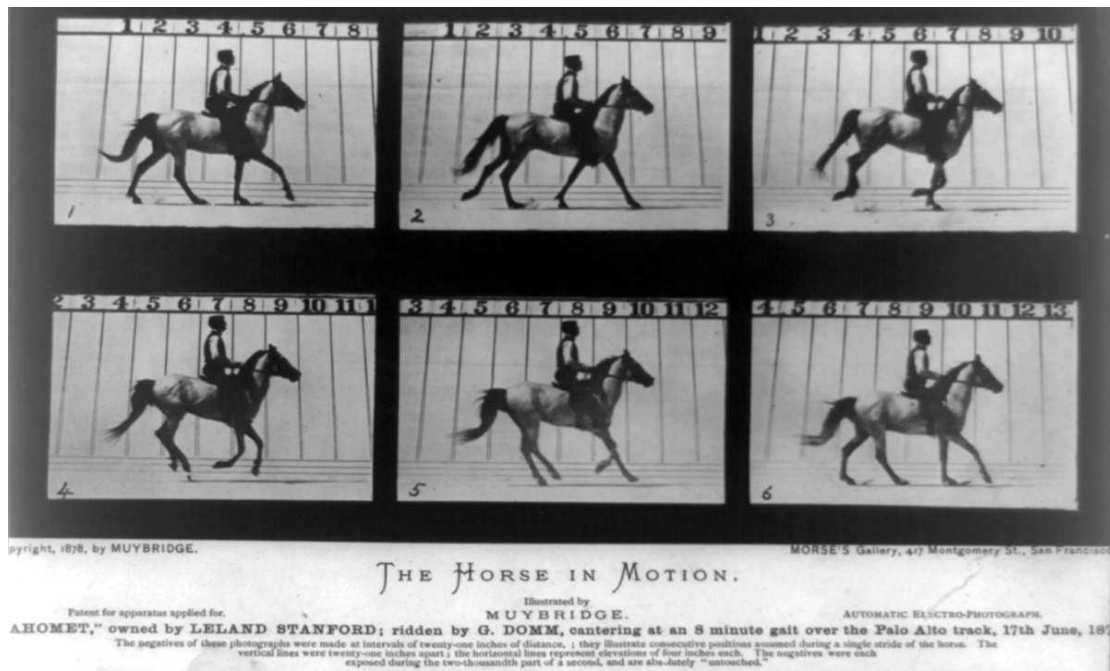 1 2 3 4 5 6 7 8
2 3 4 5 6 7 8 9
1 2 3 4 5 6 7 8 9 10
1
2
3
2 3 4 5 6 7 8 9 10 11 1
3 4 5 6 7 8 9 10 11 12
4 5 6 7 8 9 10 11 12 13
4
5
6
pyright, 1878, by MUYBRIDGE.
MORSE'S Gallery, 417 Montgomery St., San Francisco
THE HORSE IN MOTION.
Illustrated by
MUYBRIDGE.
Patent for apparatus applied for.
AUTOMATIC ELECTRO-PHOTOGRAPH.
AHOMET," owned by LELAND STANFORD; ridden by G. DOMM, cantering at an 8 minute gait over the Palo Alto track, 17th June, 187
The negatives of these photographs were made at intervals of twenty-one inches of distance, ; they illustrate consecutive positions assumed during a single stride of the horse. The
vertical lines were twenty-one inches apart; the horizontal lines represent elevations of four inches each. The negatives were each
exposed during the two-thousandth part of a second, and are absolutely "untouched."